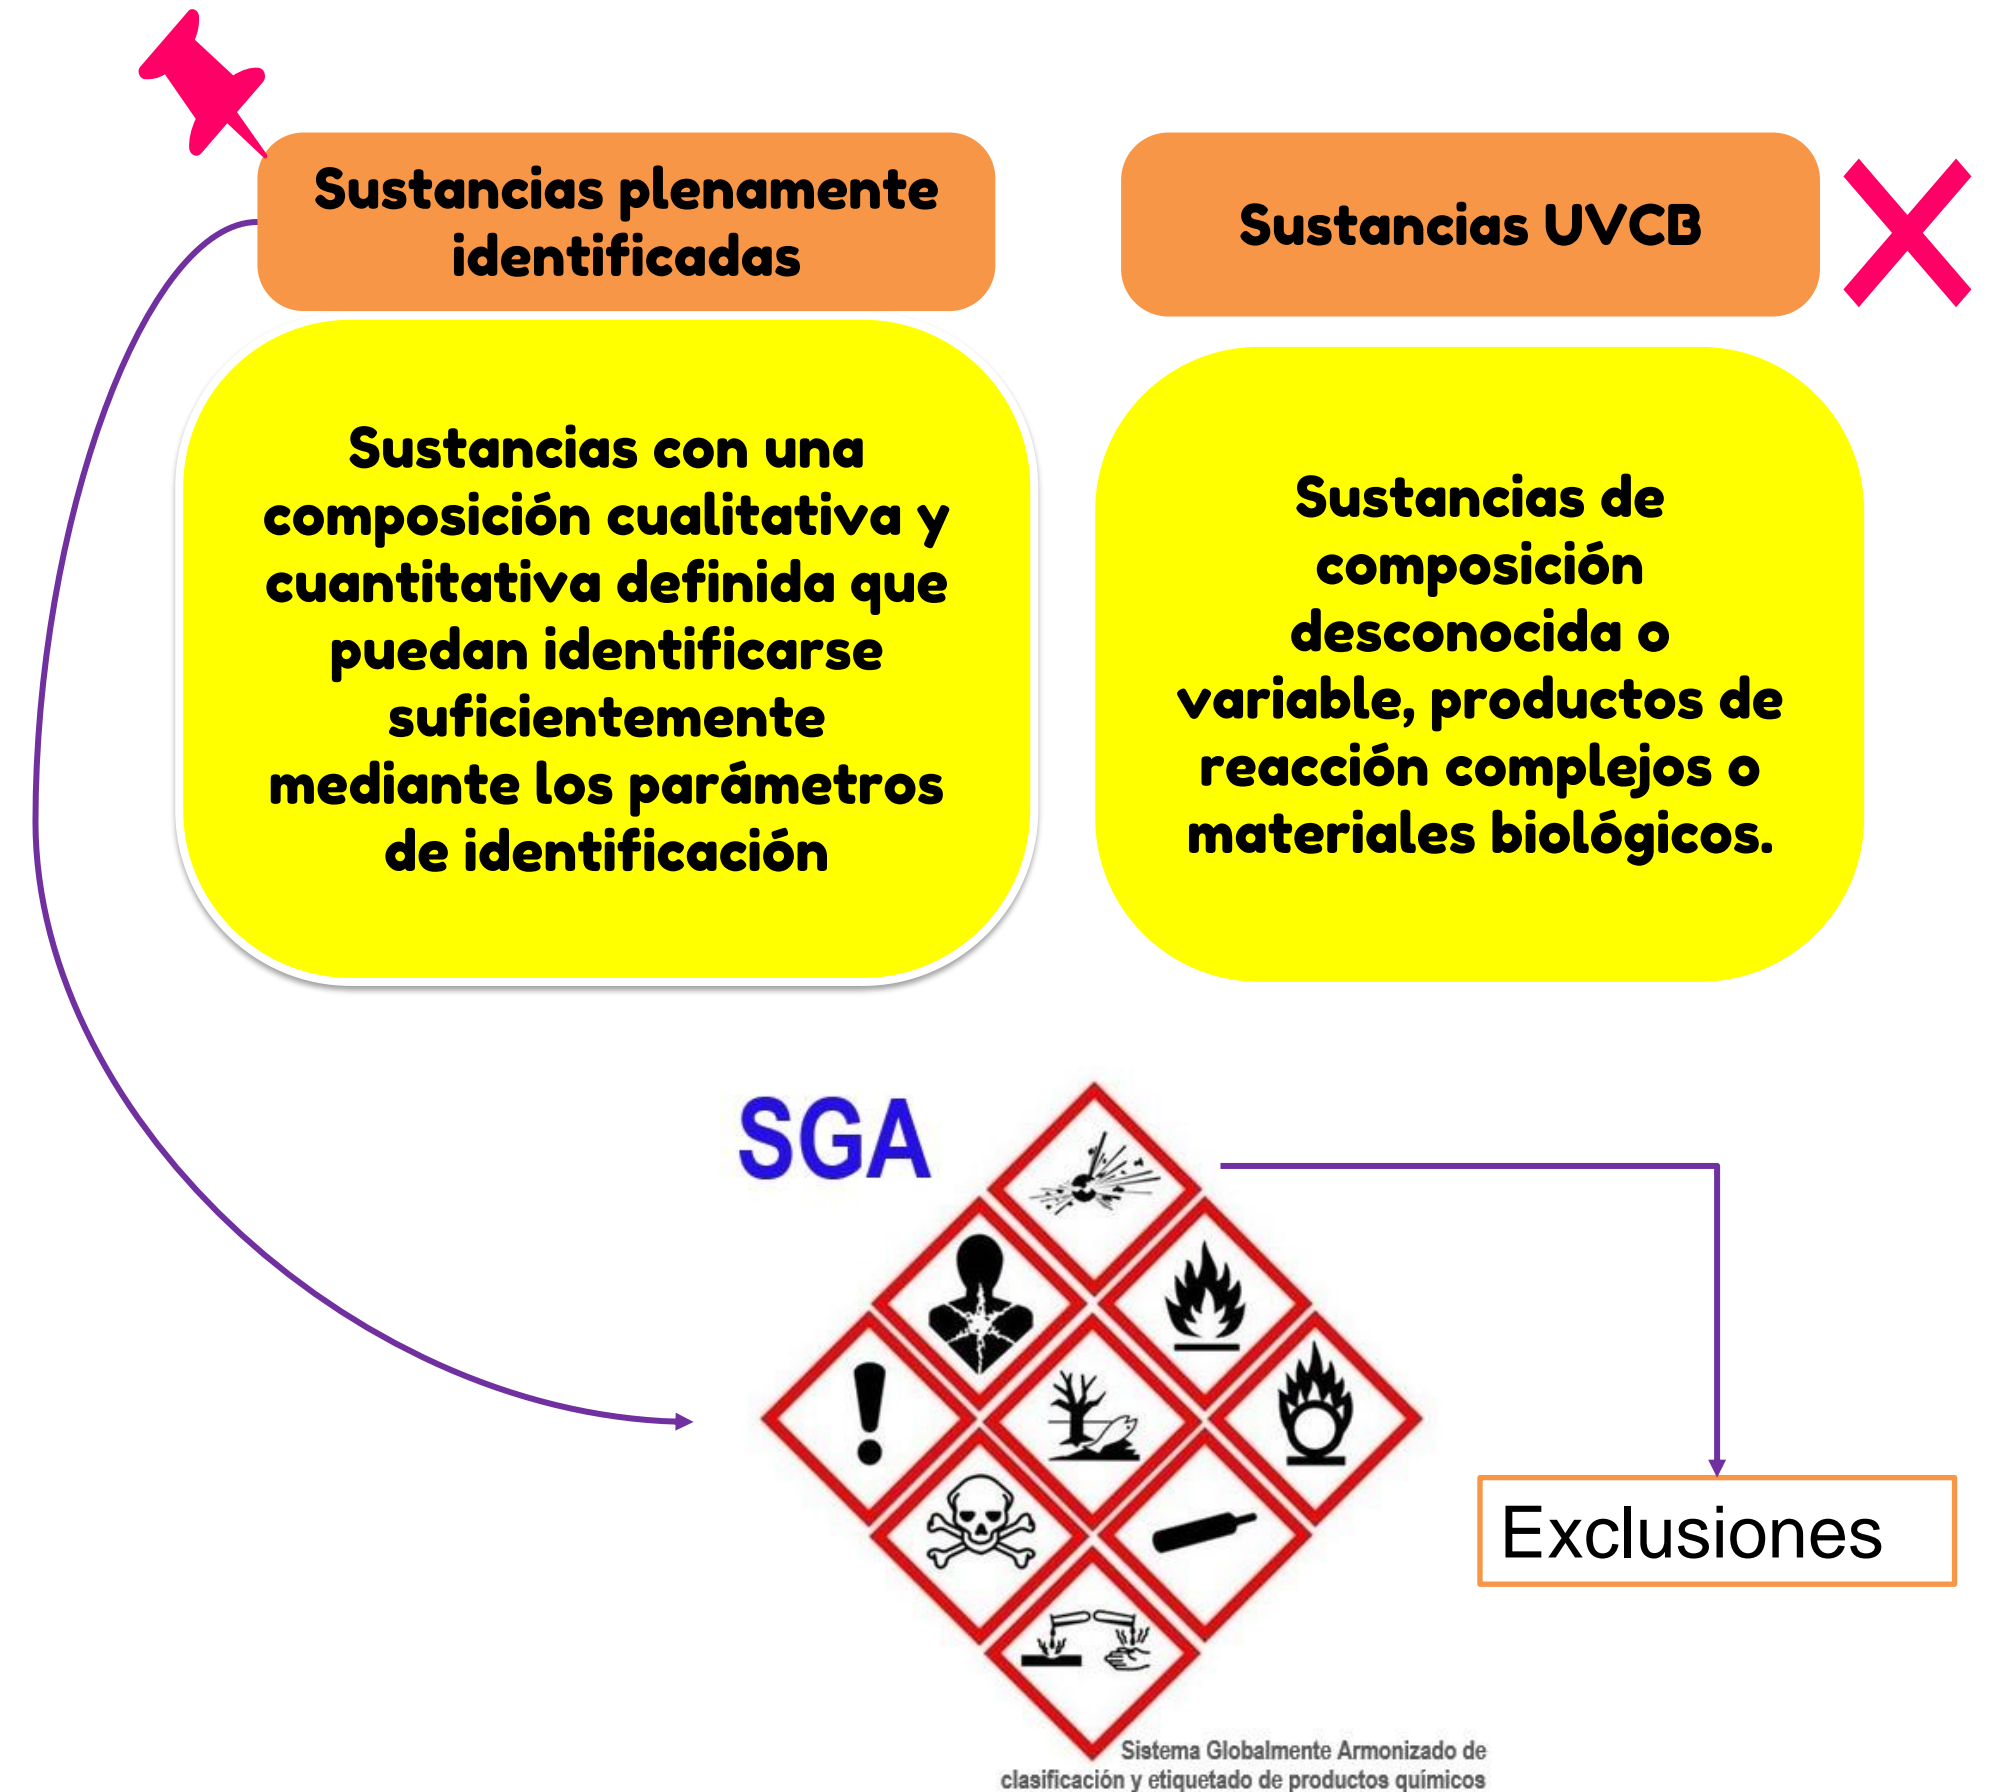 Sustancias plenamente
identificadas
Sustancias con una
composición cualitativa y
cuantitativa definida que
puedan identificarse
suficientemente
mediante los parámetros
de identificación
Sustancias UVCB
Sustancias de
composición
desconocida o
variable, productos de
reacción complejos o
materiales biológicos.
SGA
Exclusiones
Sistema Globalmente Armonizado de
clasificación y etiquetado de productos químicos